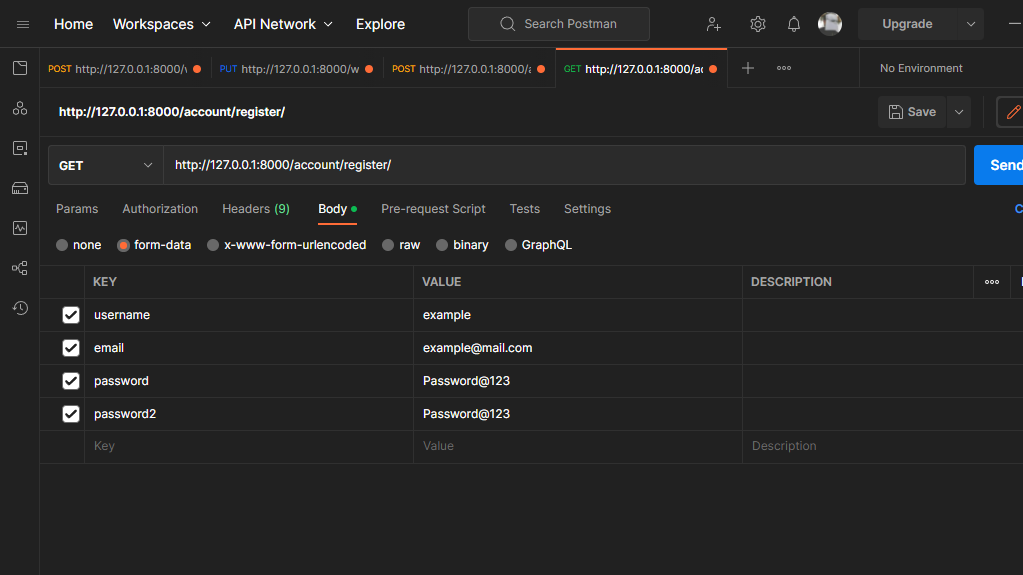 Home Workspaces API Network Explore Search Postman Upgrade
POST http://127.0.0.1:8000/ PUT http://127.0.0.1:8000/w POST http://127.0.0.1:8000/a GET http://127.0.0.1:8000/ac No Environment
http://127.0.0.1:8000/account/register/ Save
GET http://127.0.0.1:8000/account/register/ Send
Params Authorization Headers (9) Body Pre-request Script Tests Settings C
none form-data x-www-form-urlencoded raw binary GraphQL
KEY VALUE DESCRIPTION
username example
email example@mail.com
password Password@123
password2 Password@123
Key Value Description